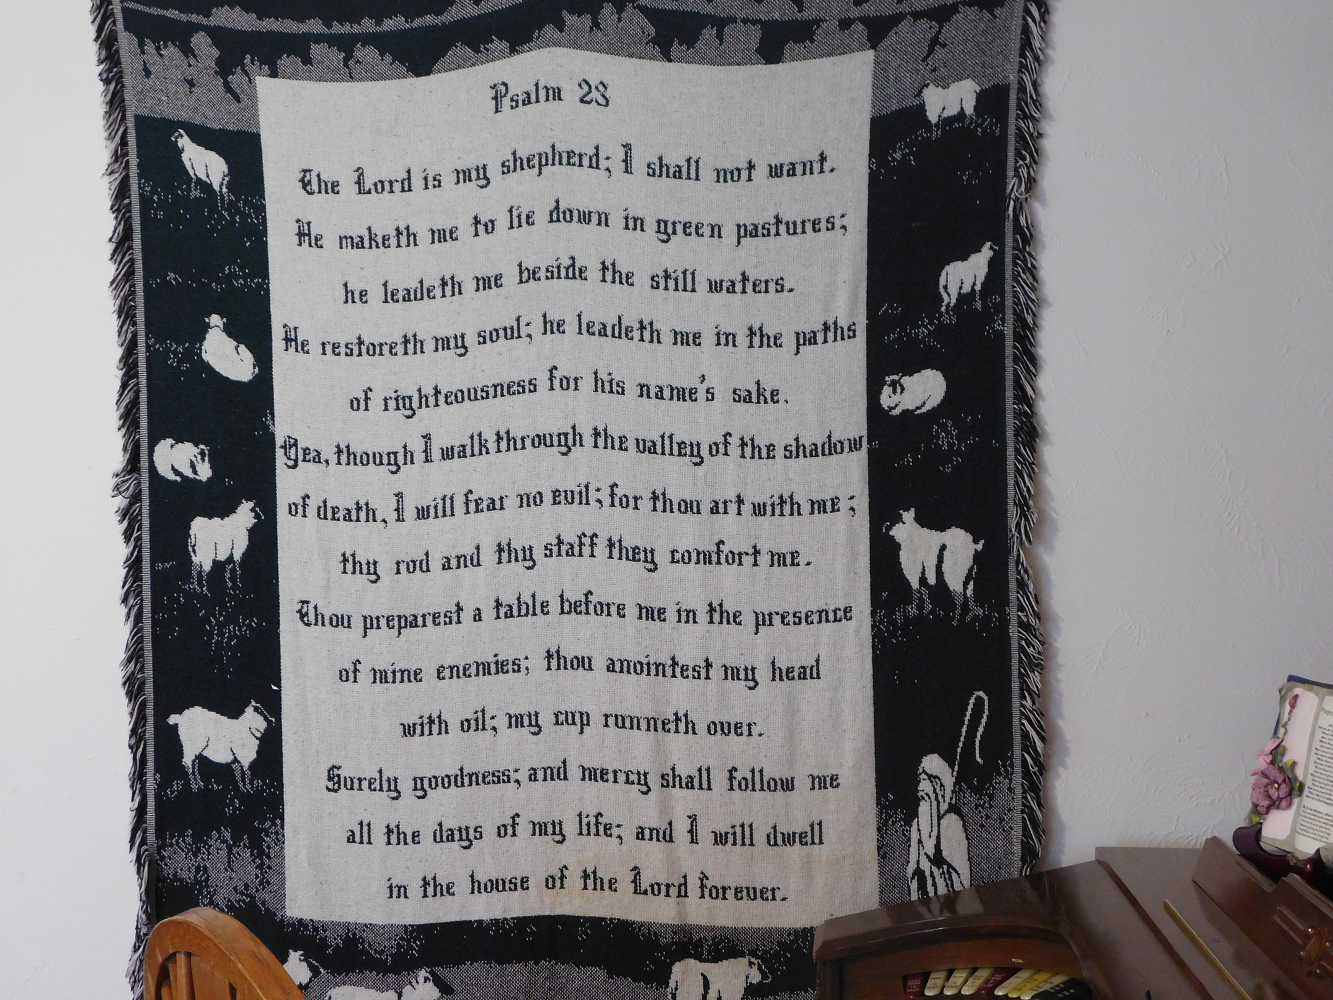 Psalm 23
The Lord is my shepherd; I shall not want.
He maketh me to lie down in green pastures;
he leadeth me beside the still waters.
He restoreth my soul; he leadeth me in the paths
of righteousness for his name's sake.
Yea, though I walk through the valley of the shadow
of death, I will fear no evil; for thou art with me;
thy rod and thy staff they comfort me.
Thou preparest a table before me in the presence
of mine enemies; thou anointest my head
with oil; my cup runneth over.
Surely goodness; and mercy shall follow me
all the days of my life; and I will dwell
in the house of the Lord forever.